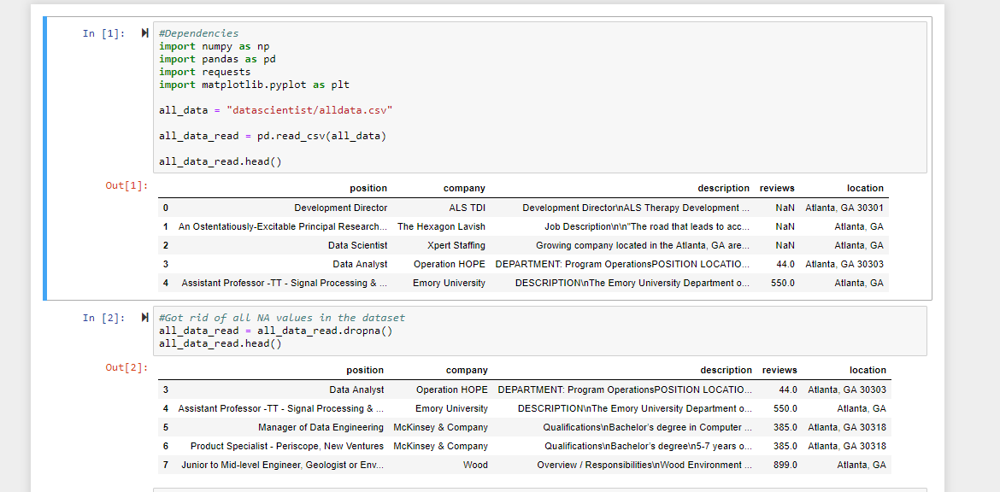 In [1]:
#Dependencies
import numpy as np
import pandas as pd
import requests
import matplotlib.pyplot as plt
all_data = "datascientist/alldata.csv"
all_data_read = pd.read_csv(all_data)
all_data_read.head()
Out[1]:
position company description reviews location
0 Development Director ALS TDI Development Director\nALS Therapy Development ... NaN Atlanta, GA 30301
1 An Ostentatiously-Excitable Principal Research... The Hexagon Lavish Job Description\n\n"The road that leads to acc... NaN Atlanta, GA
2 Data Scientist Xpert Staffing Growing company located in the Atlanta, GA are... NaN Atlanta, GA
3 Data Analyst Operation HOPE DEPARTMENT: Program OperationsPOSITION LOCATIO... 44.0 Atlanta, GA 30303
4 Assistant Professor -TT - Signal Processing & ... Emory University DESCRIPTION\nThe Emory University Department o... 550.0 Atlanta, GA
In [2]:
#Got rid of all NA values in the dataset
all_data_read = all_data_read.dropna()
all_data_read.head()
Out[2]:
position company description reviews location
3 Data Analyst Operation HOPE DEPARTMENT: Program OperationsPOSITION LOCATIO... 44.0 Atlanta, GA 30303
4 Assistant Professor -TT - Signal Processing & ... Emory University DESCRIPTION\nThe Emory University Department o... 550.0 Atlanta, GA
5 Manager of Data Engineering McKinsey & Company Qualifications\nBachelor's degree in Computer ... 385.0 Atlanta, GA 30318
6 Product Specialist - Periscope, New Ventures McKinsey & Company Qualifications\nBachelor's degree\n5-7 years o... 385.0 Atlanta, GA 30318
7 Junior to Mid-level Engineer, Geologist or Env... Wood Overview / Responsibilities\nWood Environment ... 899.0 Atlanta, GA